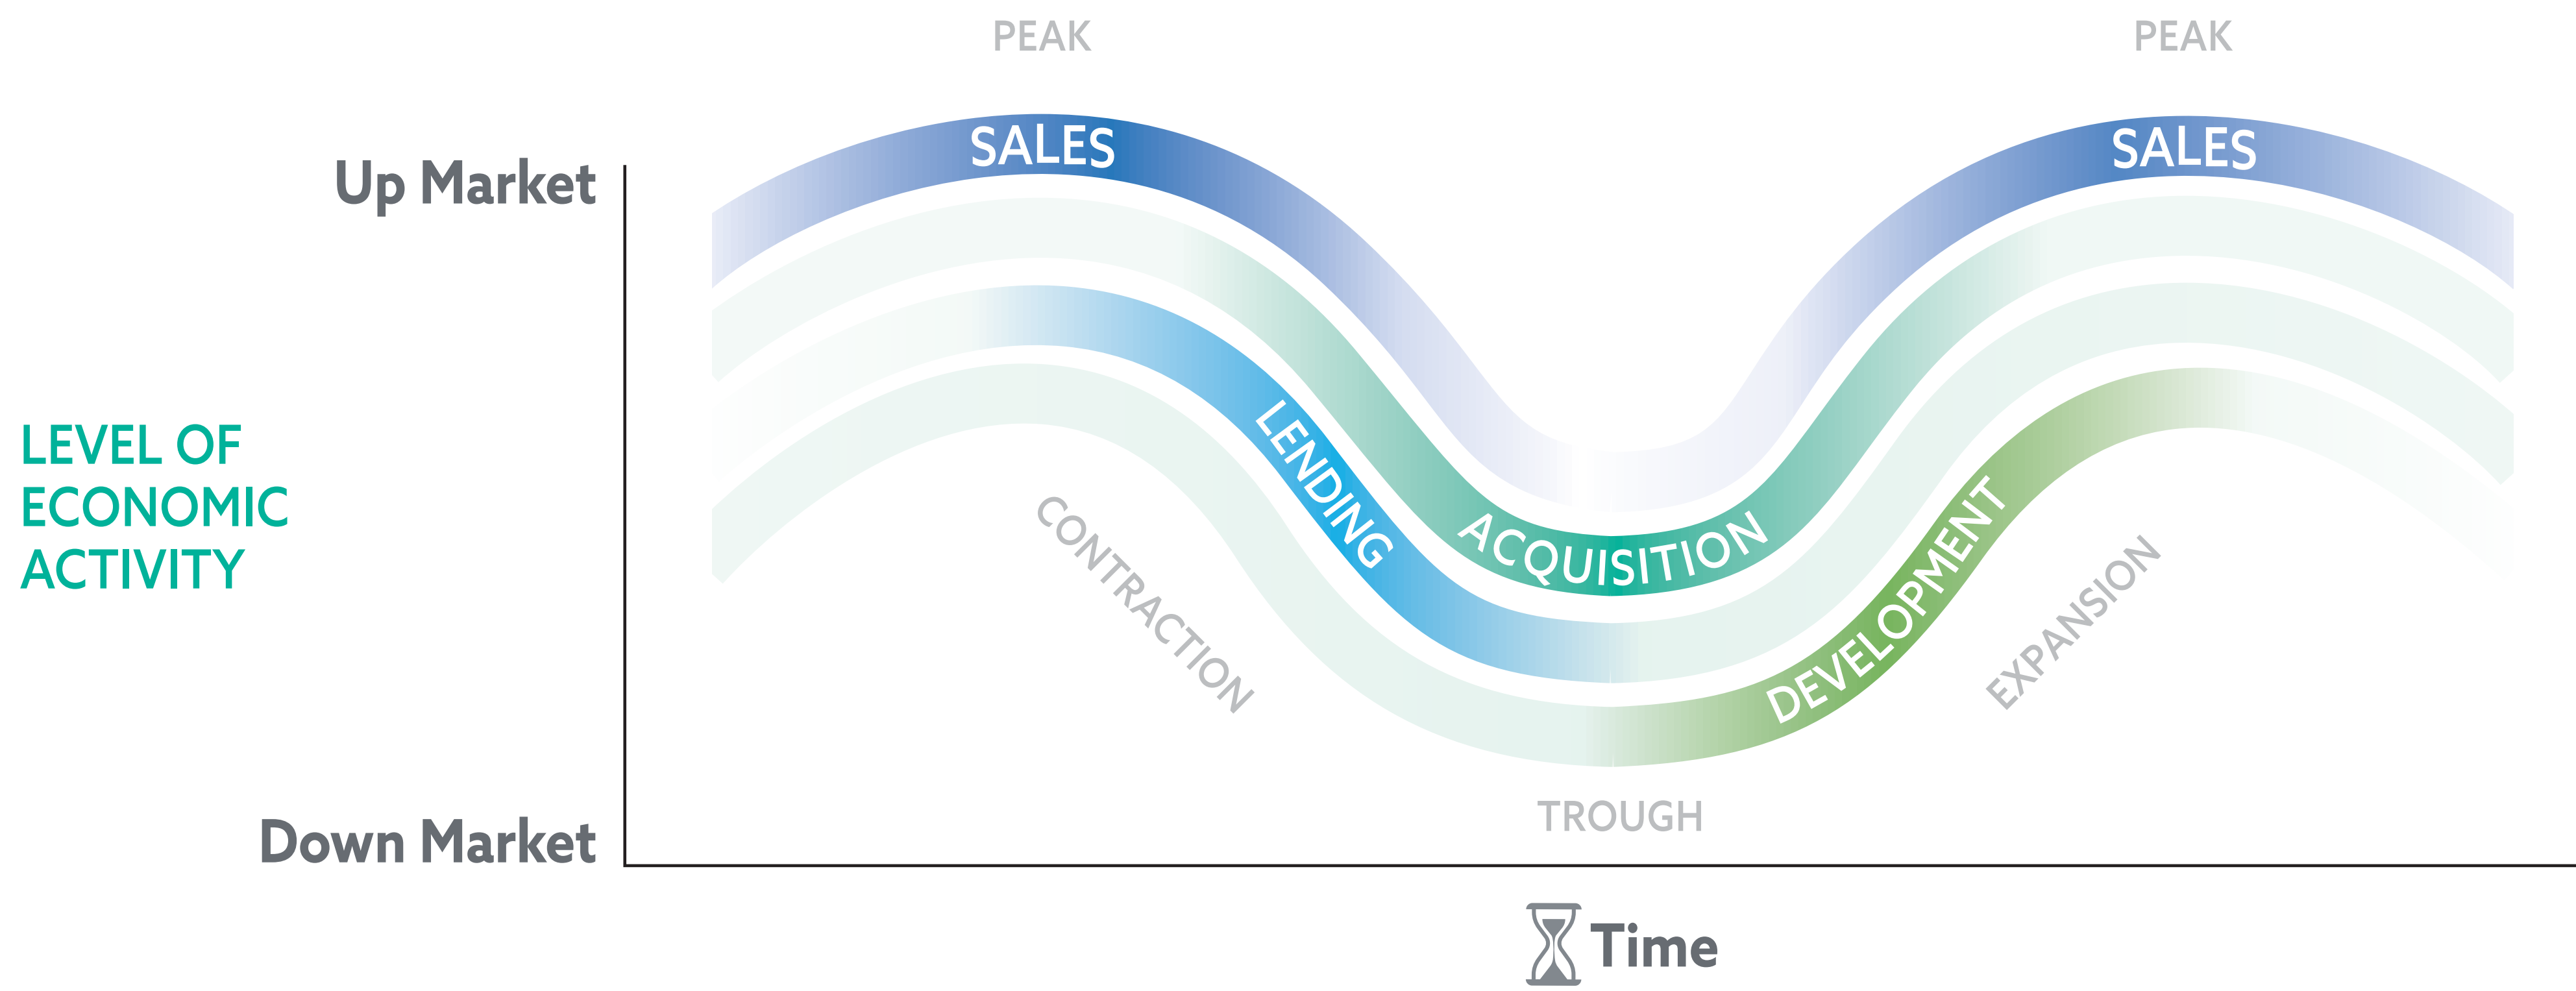 PEAK
PEAK
SALES
SALES
Up Market
LENDING
LEVEL OF
ECONOMIC
ACTIVITY
CONTRACTION
ACQUISITION
DEVELOPMENT
EXPANSION
TROUGH
Down Market
Time